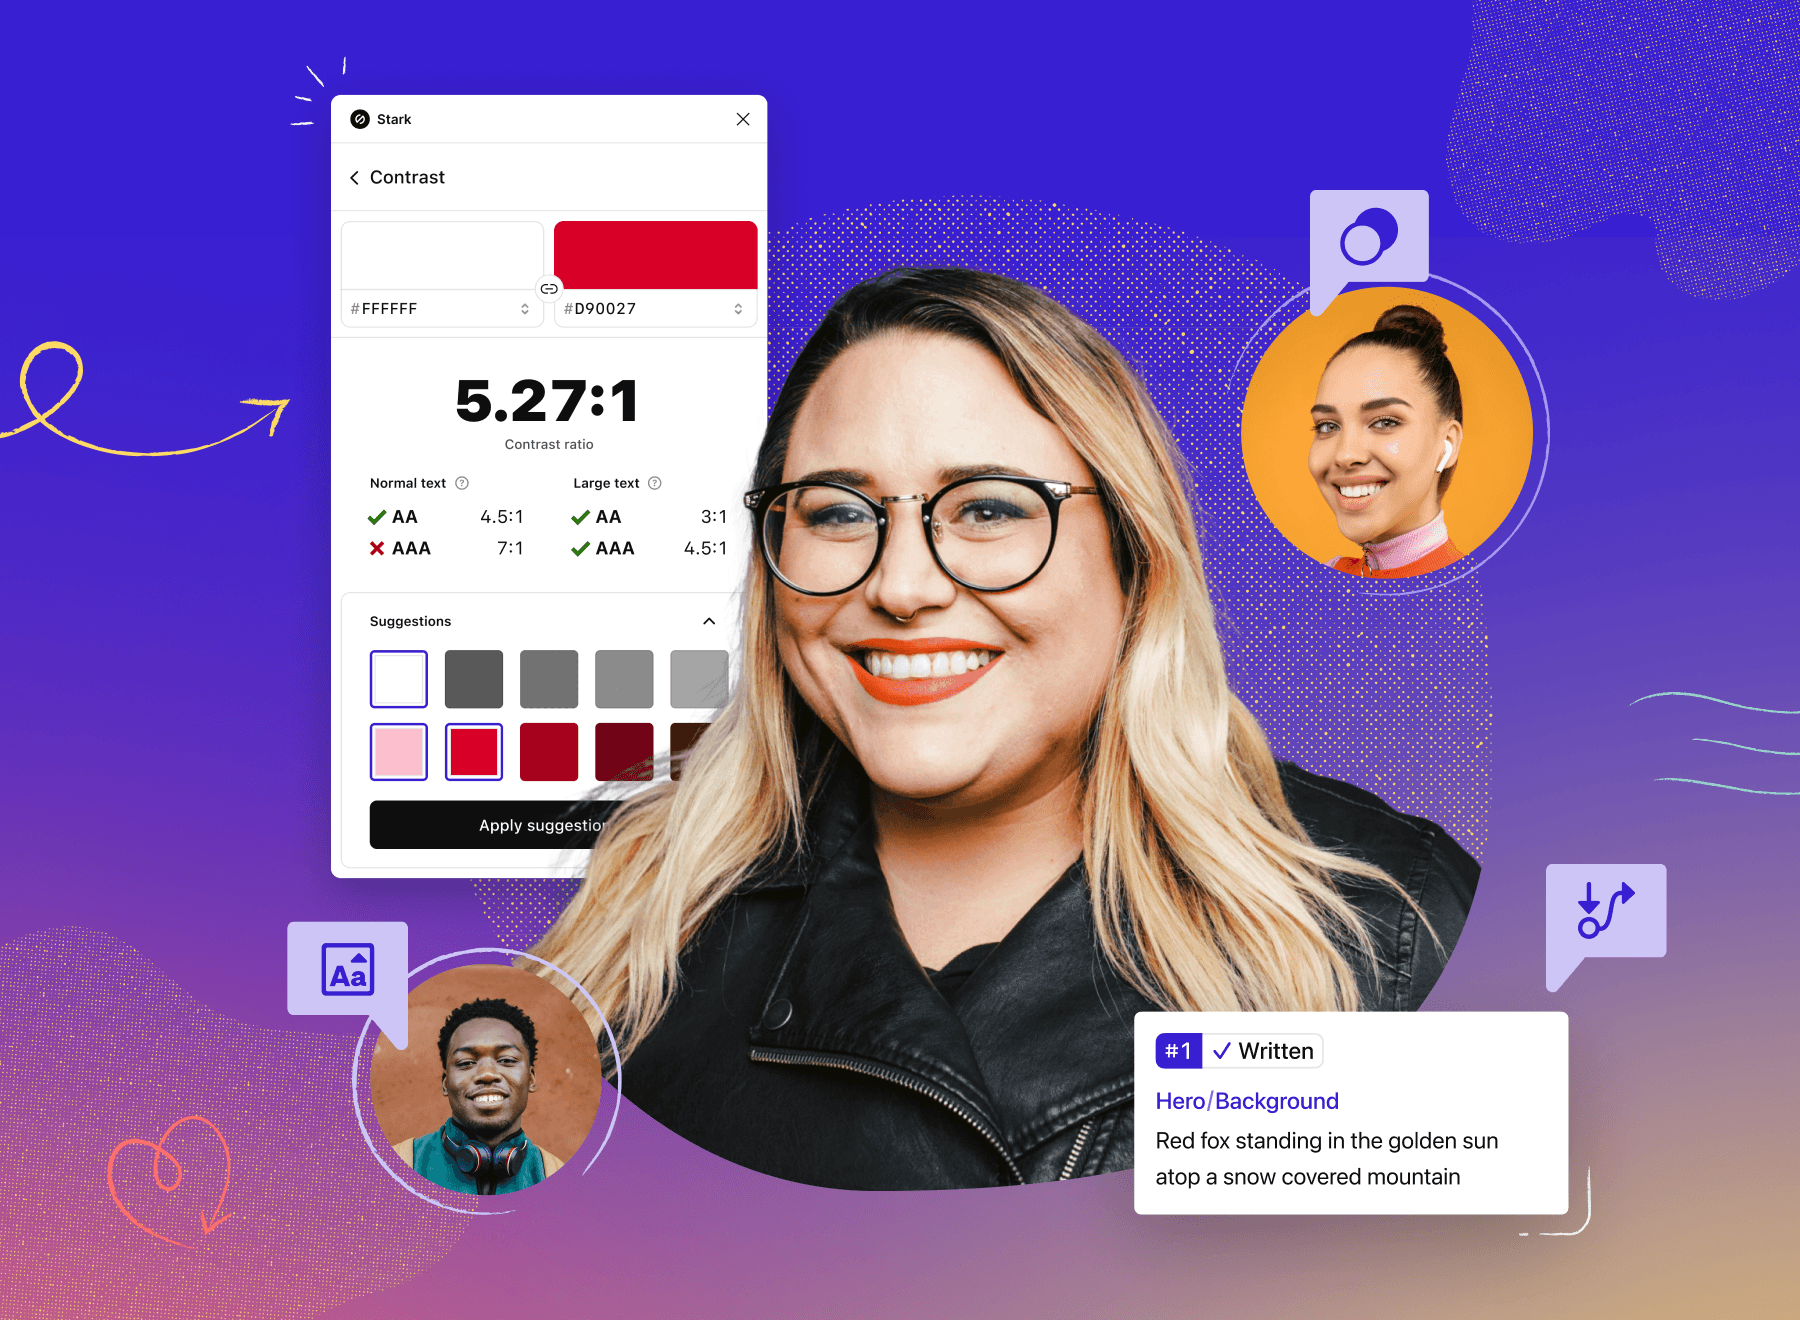 Stark
Contrast
#FFFFFF
#D90027
5.27:1
Contrast ratio
Normal text ?
AA 4.5:1
AAA 7:1
Large text ?
AA 3:1
AAA 4.5:1
Suggestions
Apply suggestion
Aa
#1 Written
Hero/Background
Red fox standing in the golden sun
atop a snow covered mountain